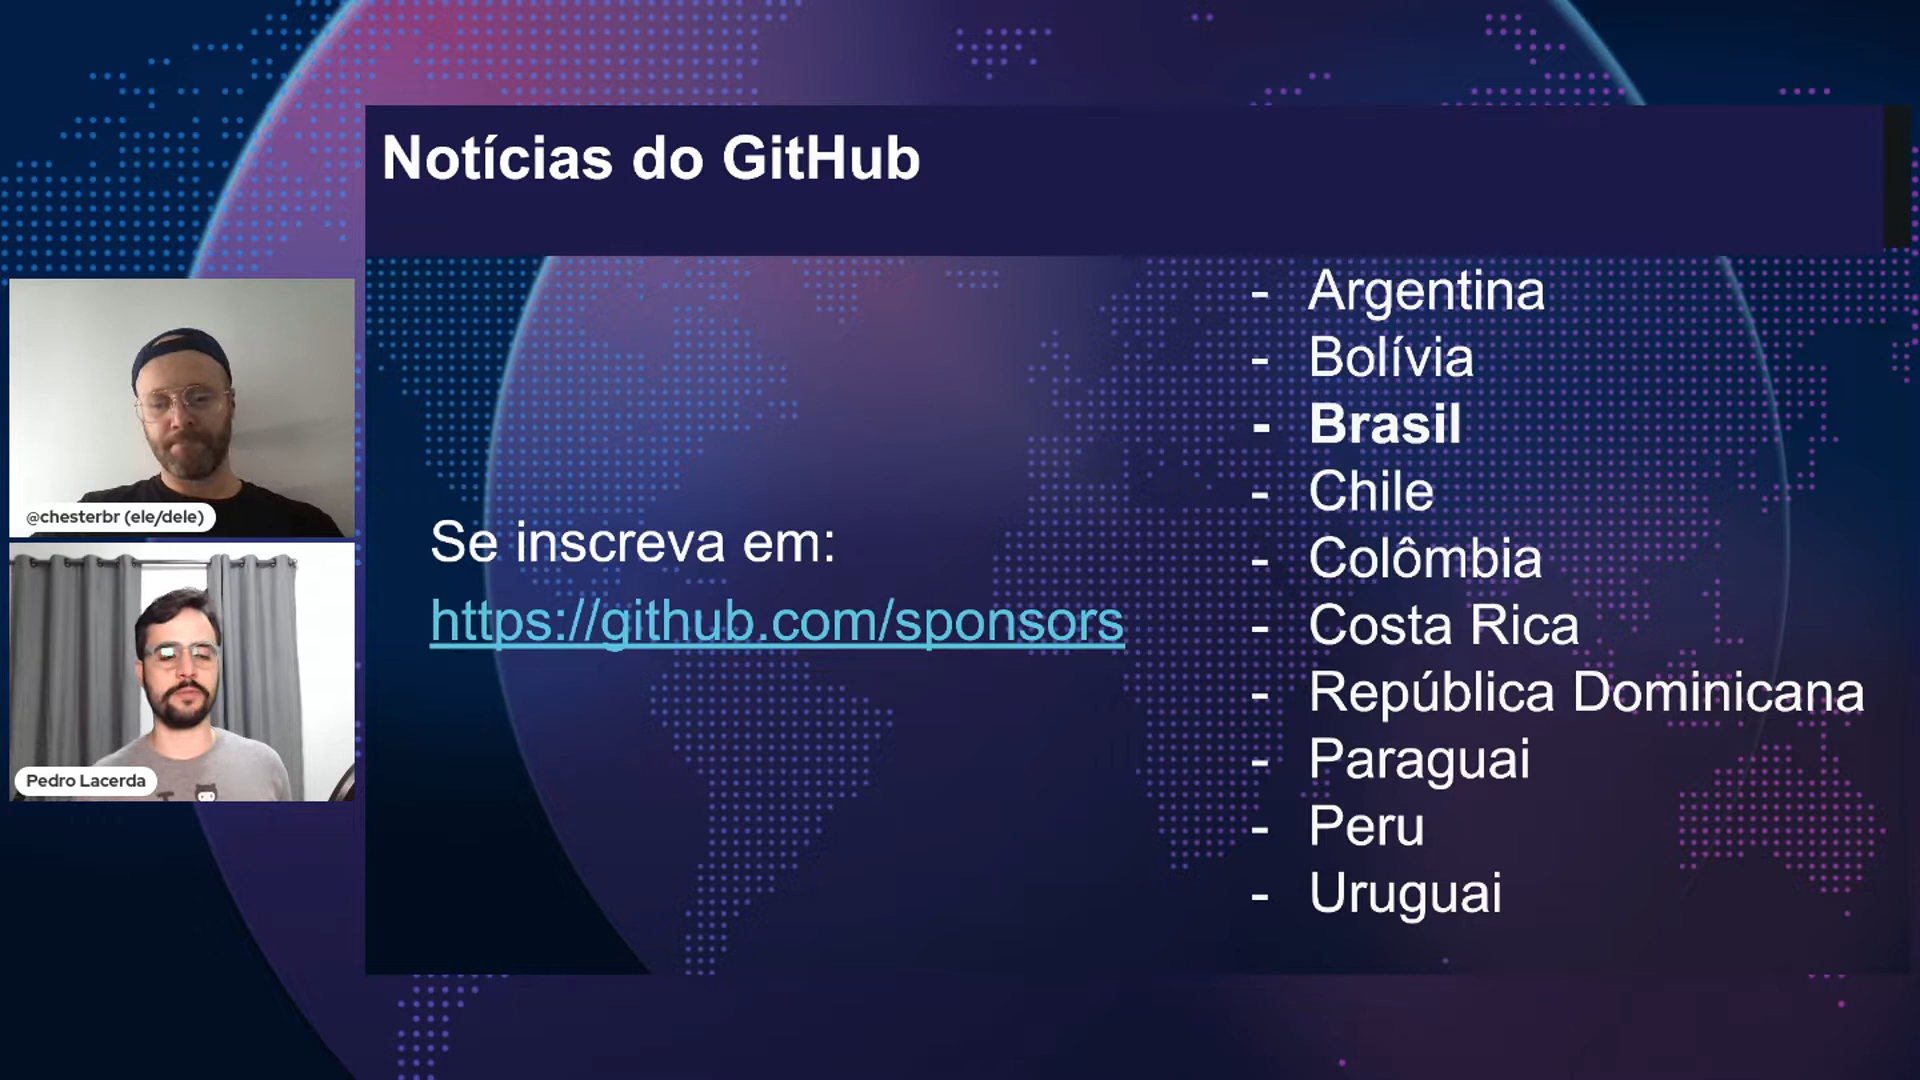 Notícias do GitHub
@chesterbr (ele/dele)
Pedro Lacerda
Se inscreva em:
https://github.com/sponsors
- Argentina
- Bolívia
- Brasil
- Chile
- Colômbia
- Costa Rica
- República Dominicana
- Paraguai
- Peru
- Uruguai